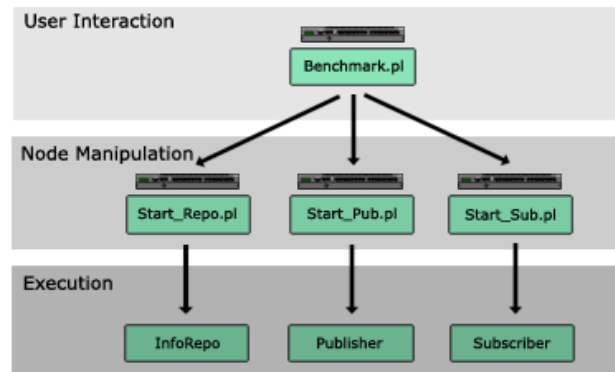 User Interaction
Benchmark.pl
Node Manipulation
Start_Repo.pl
Start_Pub.pl
Start_Sub.pl
Execution
InfoRepo
Publisher
Subscriber